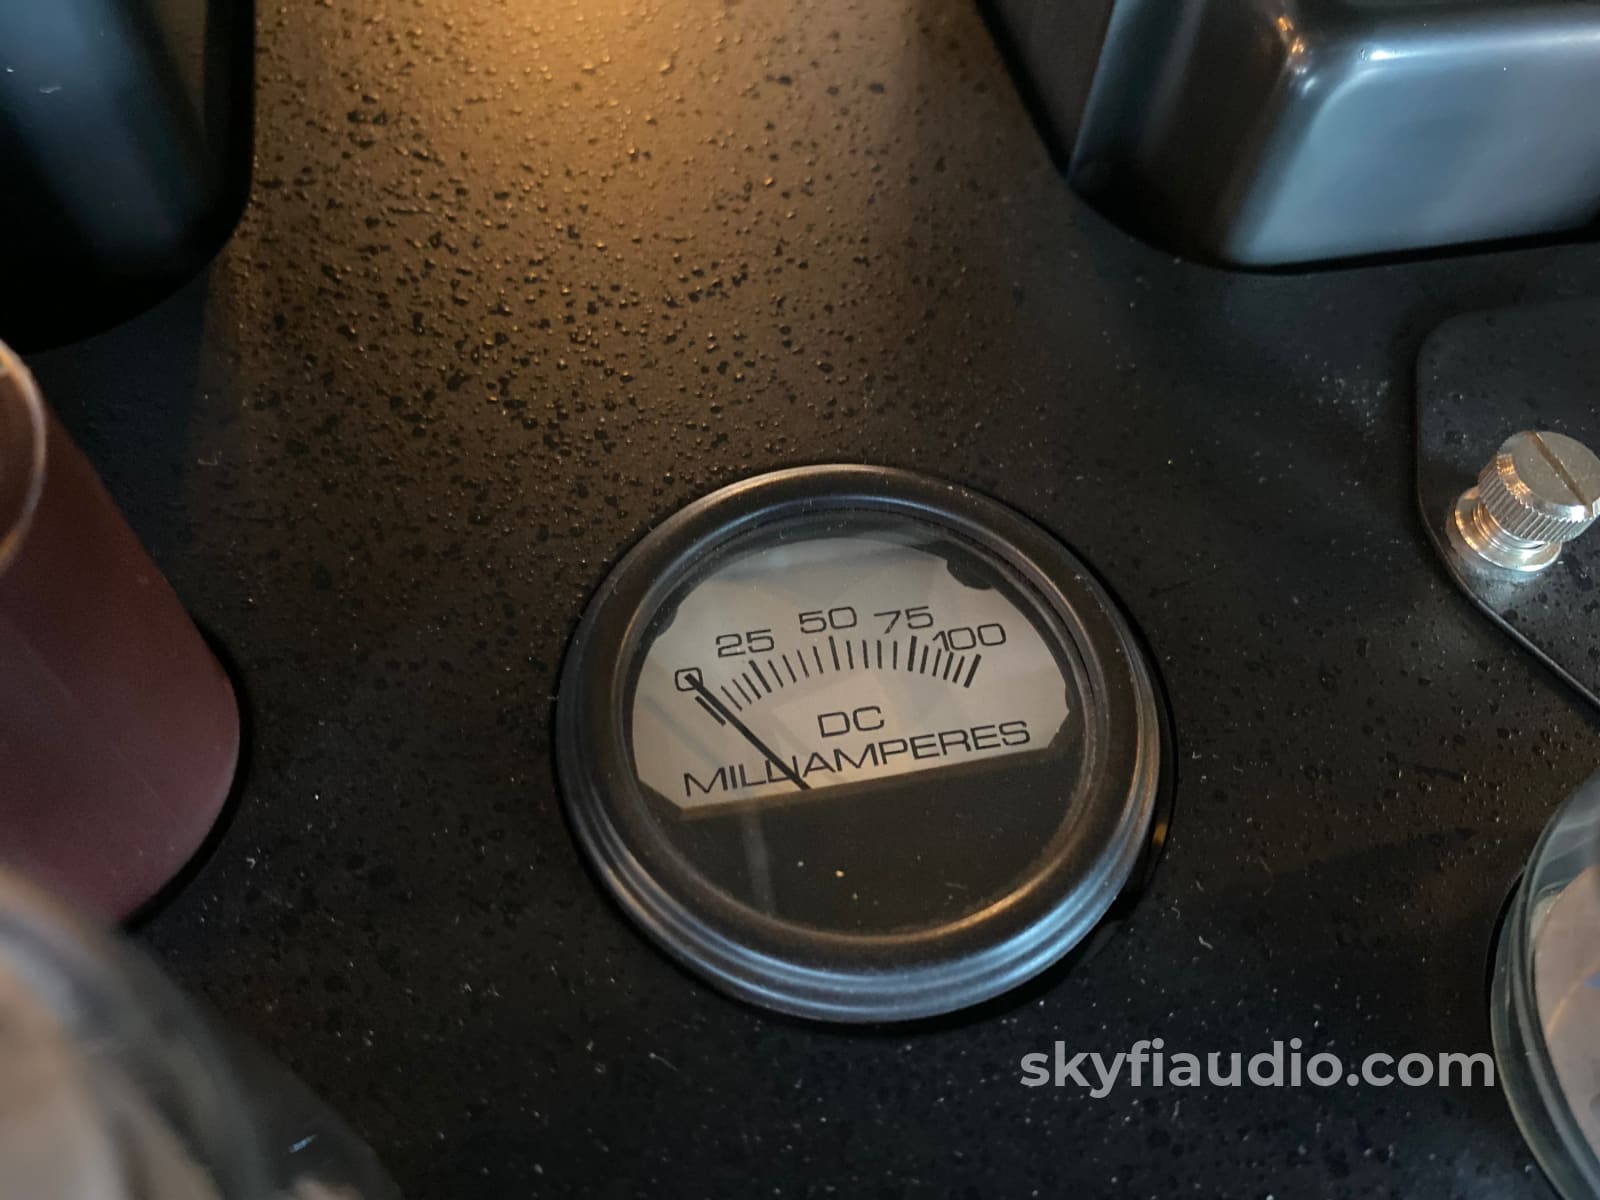 0 25 50 75 100
DC
MILLIAMPERES
skyfiaudio.com